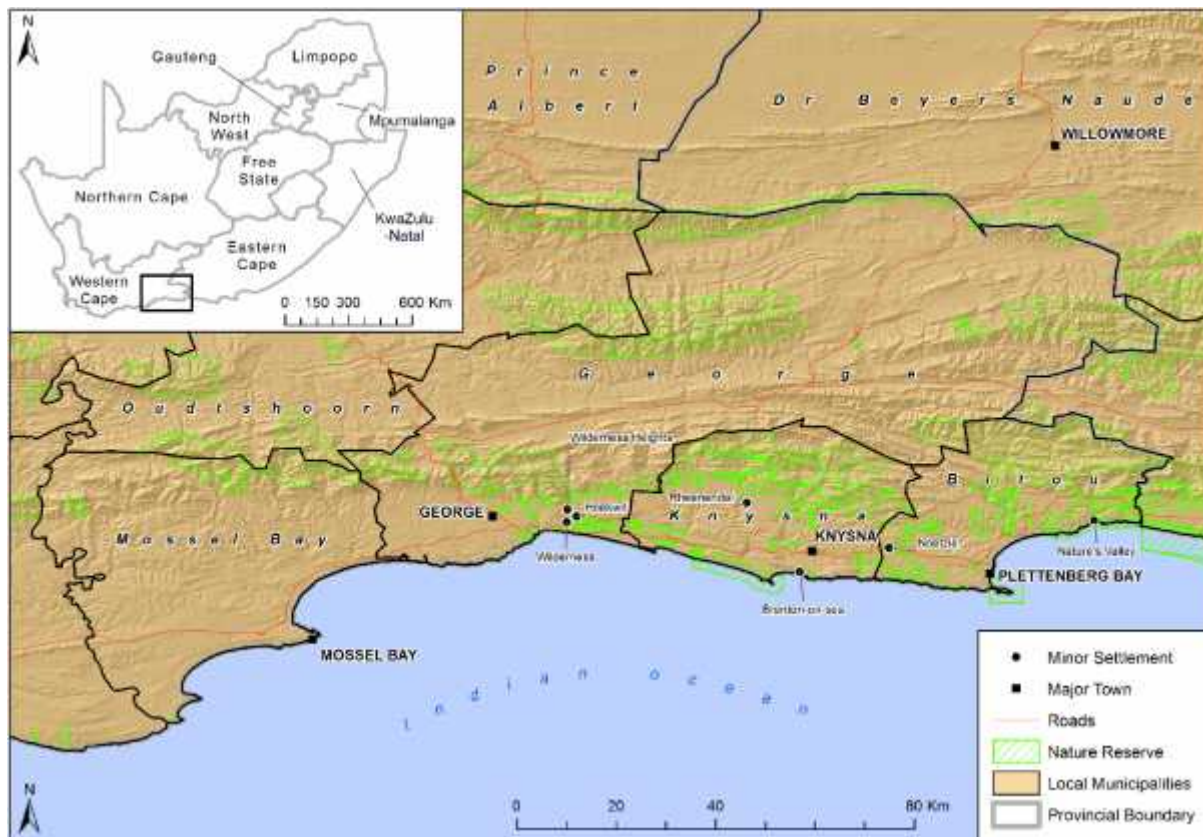 N
Limpopo
Gauteng
North
West
Mpumalanga
Free
State
Northern Cape
KwaZulu
-Natal
Eastern
Cape
Western
Cape
0 150 300 600 Km
Prince
Albert
Dr Beyers Naude
WILLOWMORE
George
Oudtshoorn
Wilderness Heights
Bitou
Rheenendal
GEORGE
Knysna
Mossel Bay
KNYSNA
Wilderness
Nature's Valley
PLETTENBERG BAY
Brenton-on-sea
MOSSEL BAY
Indian ocean
Minor Settlement
Major Town
Roads
Nature Reserve
Local Municipalities
Provincial Boundary
N
0 20 40 60 80 Km